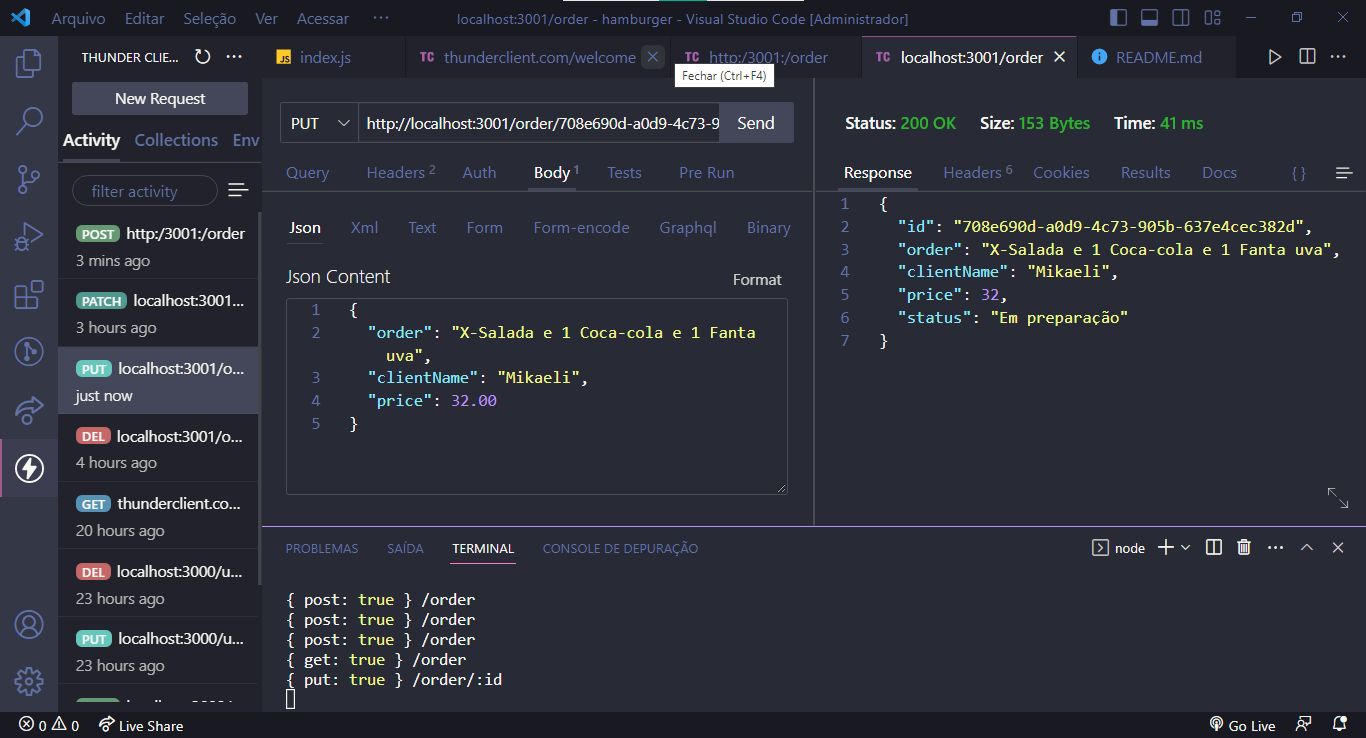 Arquivo Editar Seleção Ver Acessar ··· localhost:3001/order - hamburger - Visual Studio Code [Administrador]
THUNDER CLIE... ···
index.js
TC thunderclient.com/welcome
TC http:/3001:/order
TC localhost:3001/order
README.md
···
Fechar (Ctrl+F4)
New Request
Activity Collections Env
filter activity
POST http:/3001:/order
3 mins ago
PATCH localhost:3001...
3 hours ago
PUT localhost:3001/o...
just now
DEL localhost:3001/o...
4 hours ago
GET thunderclient.co...
20 hours ago
DEL localhost:3000/u...
23 hours ago
PUT localhost:3000/u...
23 hours ago
PUT http://localhost:3001/order/708e690d-a0d9-4c73-9 Send
Query Headers 2 Auth Body 1 Tests Pre Run
Json Xml Text Form Form-encode Graphql Binary
Json Content Format
1 {
2 "order": "X-Salada e 1 Coca-cola e 1 Fanta
uva",
3 "clientName": "Mikaeli",
4 "price": 32.00
5 }
Status: 200 OK Size: 153 Bytes Time: 41 ms
Response Headers 6 Cookies Results Docs { }
1 {
2 "id": "708e690d-a0d9-4c73-905b-637e4cec382d",
3 "order": "X-Salada e 1 Coca-cola e 1 Fanta uva",
4 "clientName": "Mikaeli",
5 "price": 32,
6 "status": "Em preparação"
7 }
PROBLEMAS SAÍDA TERMINAL CONSOLE DE DEPURAÇÃO node ···
{ post: true } /order
{ post: true } /order
{ post: true } /order
{ get: true } /order
{ put: true } /order/:id
0 0 Live Share Go Live